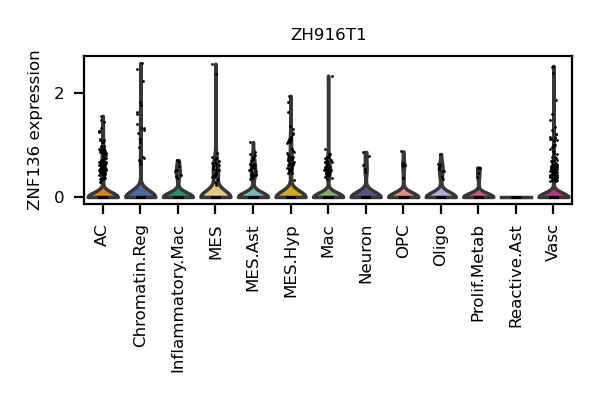 ZH916T1
ZNF136 expression
2
0
AC
Chromatin.Reg
Inflammatory.Mac
MES
MES.Ast
MES.Hyp
Mac
Neuron
OPC
Oligo
Prolif.Metab
Reactive.Ast
Vasc